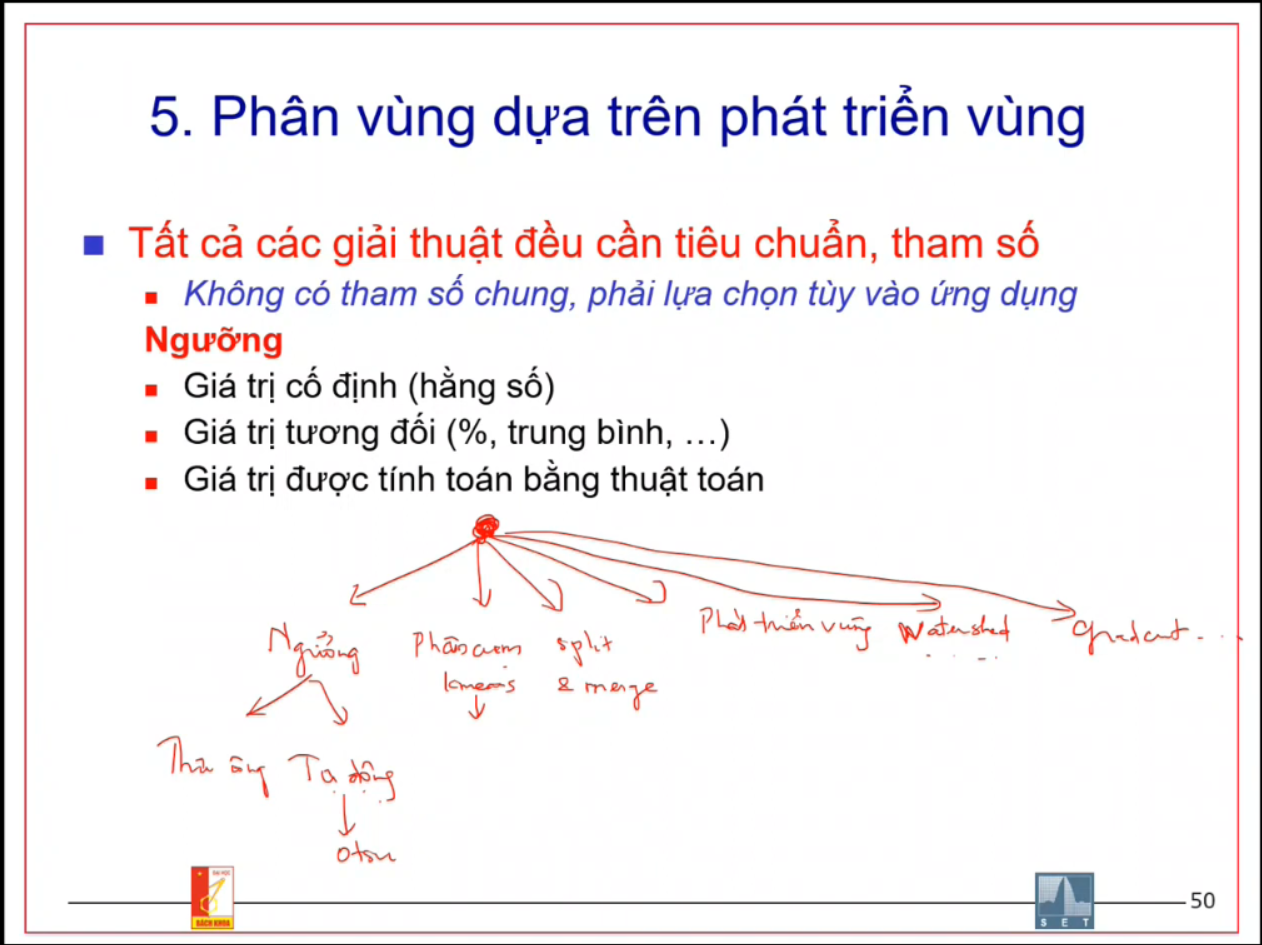 5. Phân vùng dựa trên phát triển vùng
Tất cả các giải thuật đều cần tiêu chuẩn, tham số
Không có tham số chung, phải lựa chọn tùy vào ứng dụng
Ngưỡng
Giá trị cố định (hằng số)
Giá trị tương đối (%, trung bình, …)
Giá trị được tính toán bằng thuật toán
Ngưỡng Phân cụm split Phát triển vùng Watershed gradient...
kmeans & merge
Thủ công Tự động
otsu
ĐẠI HỌC
BÁCH KHOA
S E T
50